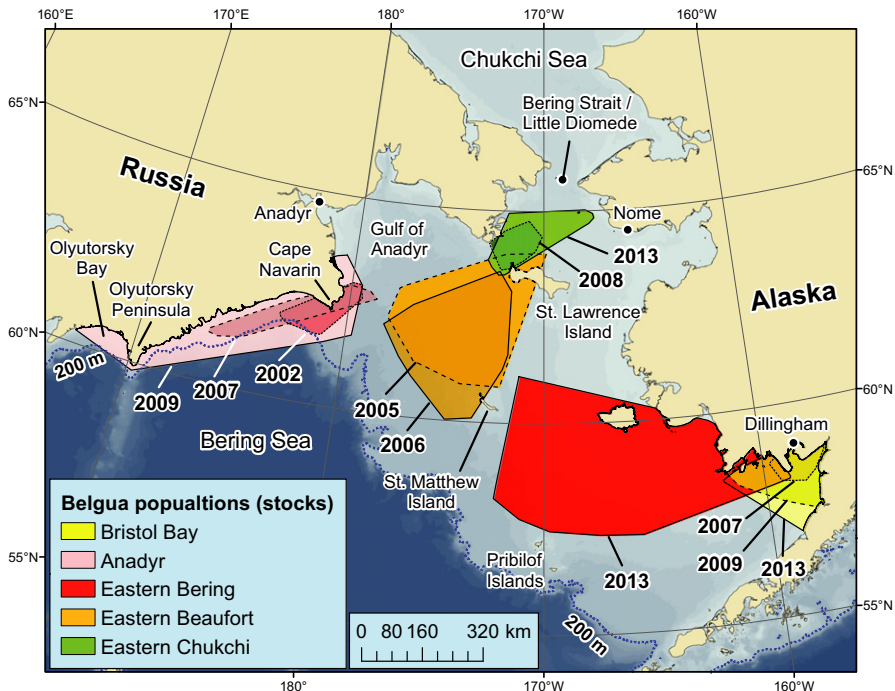 160°E
170°E
180°
170°W
160°W
Chukchi Sea
65°N
Bering Strait /
Little Diomede
65°N
Russia
Anadyr
Gulf of
Anadyr
Nome
Olyutorsky
Bay
Cape
Navarin
2013
2008
Olyutorsky
Peninsula
St. Lawrence
Island
Alaska
60°N
200 m
2009
2007
2002
2005
2006
60°N
Dillingham
Bering Sea
St. Matthew
Island
Belgua popualtions (stocks)
Bristol Bay
Anadyr
Eastern Bering
Eastern Beaufort
Eastern Chukchi
2007
2009
2013
55°N
Pribilof
Islands
2013
55°N
200 m
0 80 160 320 km
180°
170°W
160°W